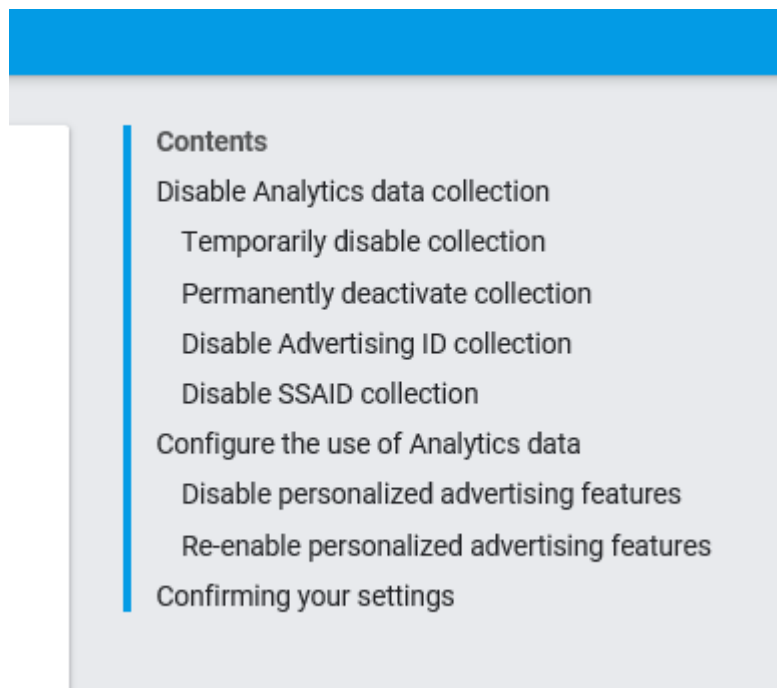 Contents
Disable Analytics data collection
Temporarily disable collection
Permanently deactivate collection
Disable Advertising ID collection
Disable SSAID collection
Configure the use of Analytics data
Disable personalized advertising features
Re-enable personalized advertising features
Confirming your settings